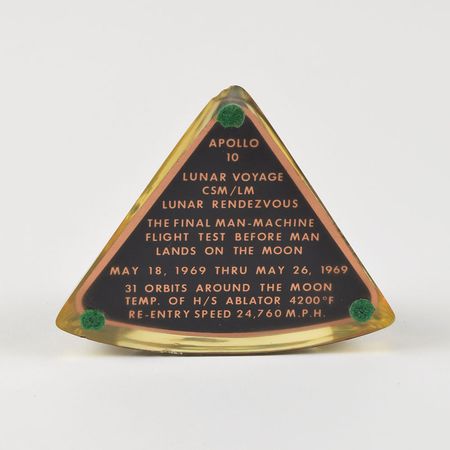 APOLLO
10
LUNAR VOYAGE
CSM/LM
LUNAR RENDEZVOUS
THE FINAL MAN-MACHINE
FLIGHT TEST BEFORE MAN
LANDS ON THE MOON
MAY 18, 1969 THRU MAY 26, 1969
31 ORBITS AROUND THE MOON
TEMP. OF H/S ABLATOR 4200°F
RE-ENTRY SPEED 24,760 M.P.H.